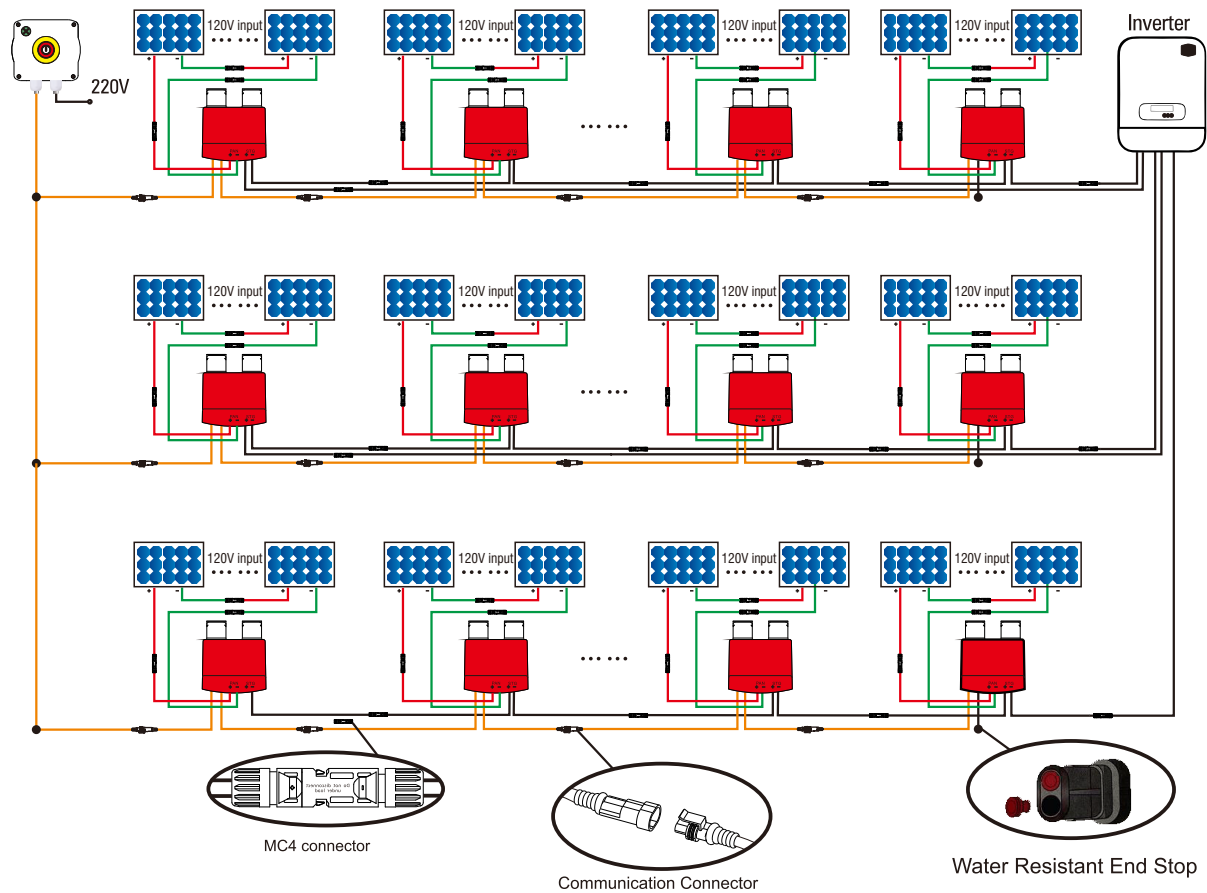 120V input
120V input
120V input
120V input
Inverter
220V
120V input
120V input
120V input
120V input
120V input
120V input
120V input
120V input
MC4 connector
Communication Connector
Water Resistant End Stop